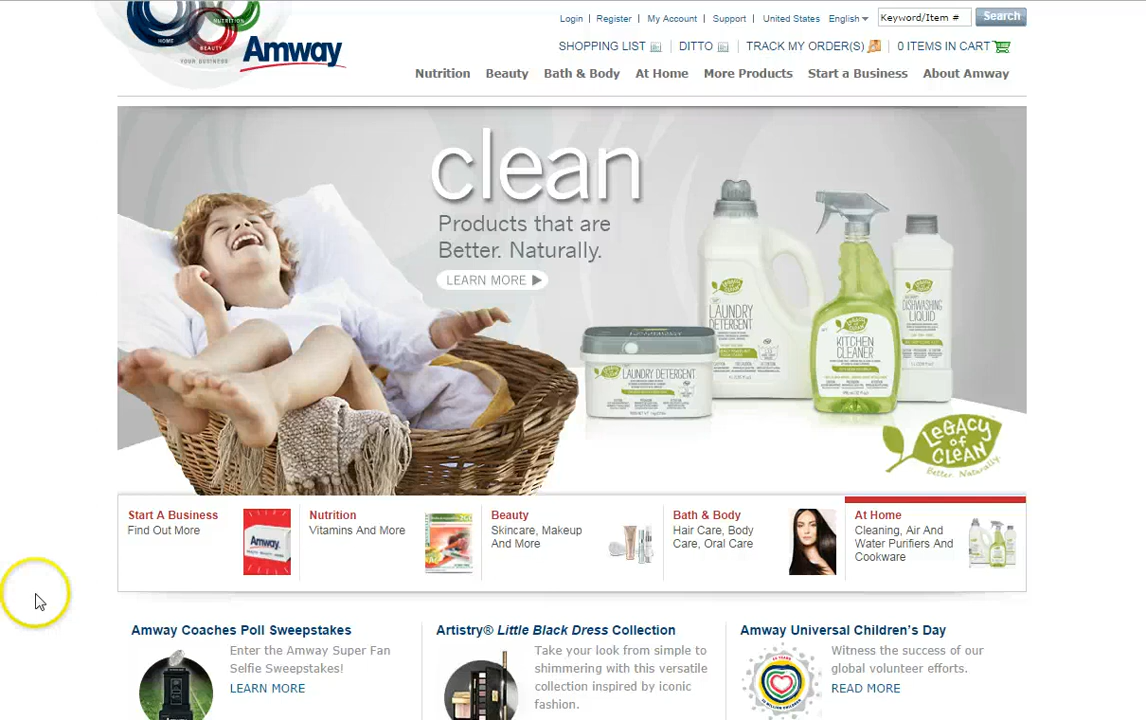 Login | Register | My Account | Support | United States English
Keyword/Item #
Search
NUTRITION
HOME
BEAUTY
YOUR BUSINESS
Amway
SHOPPING LIST | DITTO | TRACK MY ORDER(S) | 0 ITEMS IN CART
Nutrition Beauty Bath & Body At Home More Products Start a Business About Amway
clean
Products that are
Better. Naturally.
LEARN MORE
LAUNDRY
DETERGENT
KITCHEN
CLEANER
DISHWASHING
LIQUID
LAUNDRY DETERGENT
LEGACY
of
CLEAN
Better. Naturally.
Start A Business
Find Out More
Amway
Nutrition
Vitamins And More
Beauty
Skincare, Makeup
And More
Bath & Body
Hair Care, Body
Care, Oral Care
At Home
Cleaning, Air And
Water Purifiers And
Cookware
Amway Coaches Poll Sweepstakes
Enter the Amway Super Fan
Selfie Sweepstakes!
LEARN MORE
Amway
Artistry® Little Black Dress Collection
Take your look from simple to
shimmering with this versatile
collection inspired by iconic
fashion.
Amway Universal Children's Day
Witness the success of our
global volunteer efforts.
READ MORE